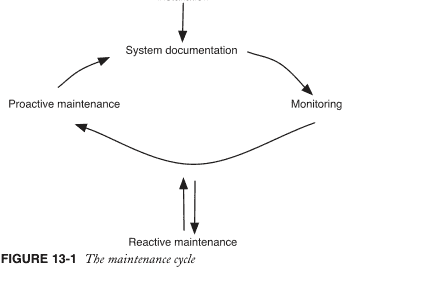 System documentation
Proactive maintenance
Monitoring
Reactive maintenance
FIGURE 13-1 The maintenance cycle